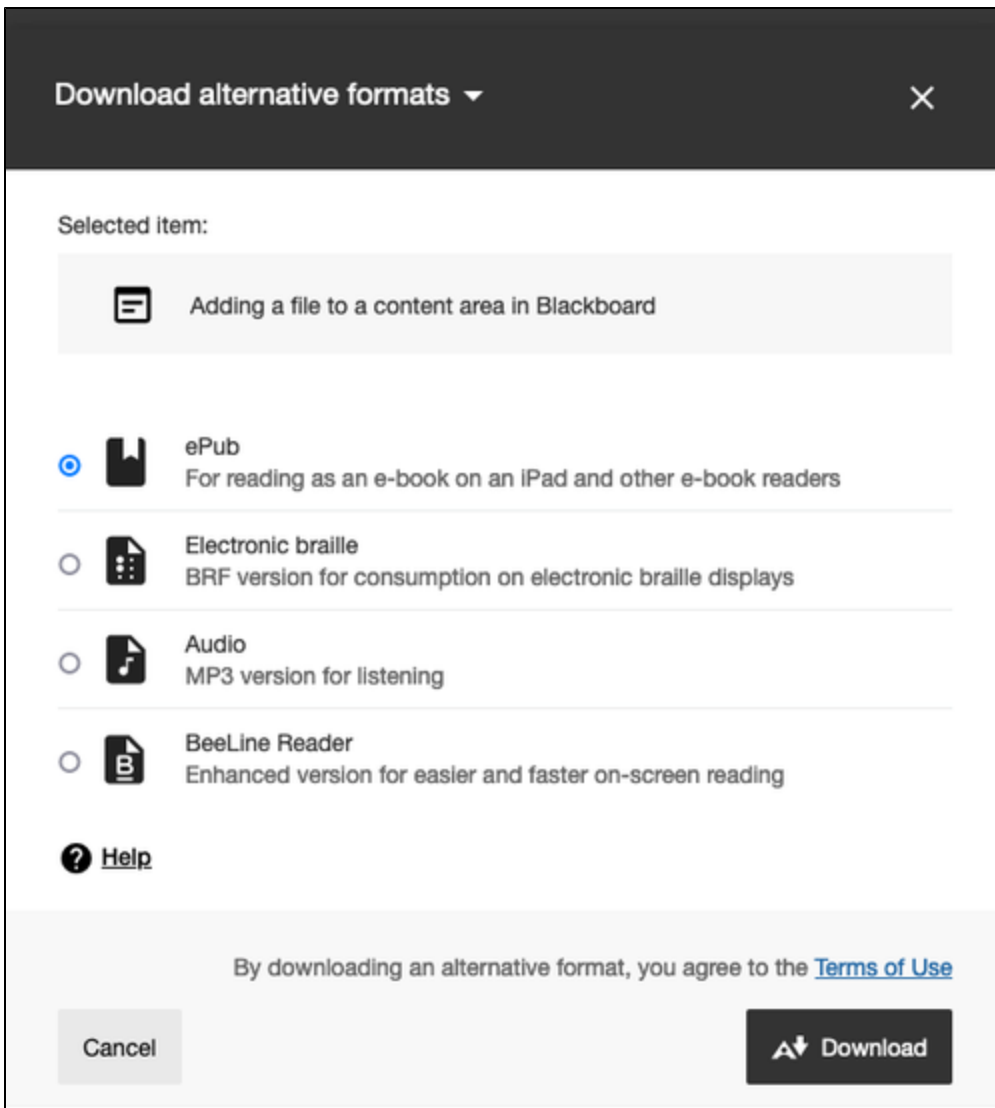 Download alternative formats
Selected item:
Adding a file to a content area in Blackboard
ePub
For reading as an e-book on an iPad and other e-book readers
Electronic braille
BRF version for consumption on electronic braille displays
Audio
MP3 version for listening
B
BeeLine Reader
Enhanced version for easier and faster on-screen reading
? Help
By downloading an alternative format, you agree to the Terms of Use
Cancel
A Download